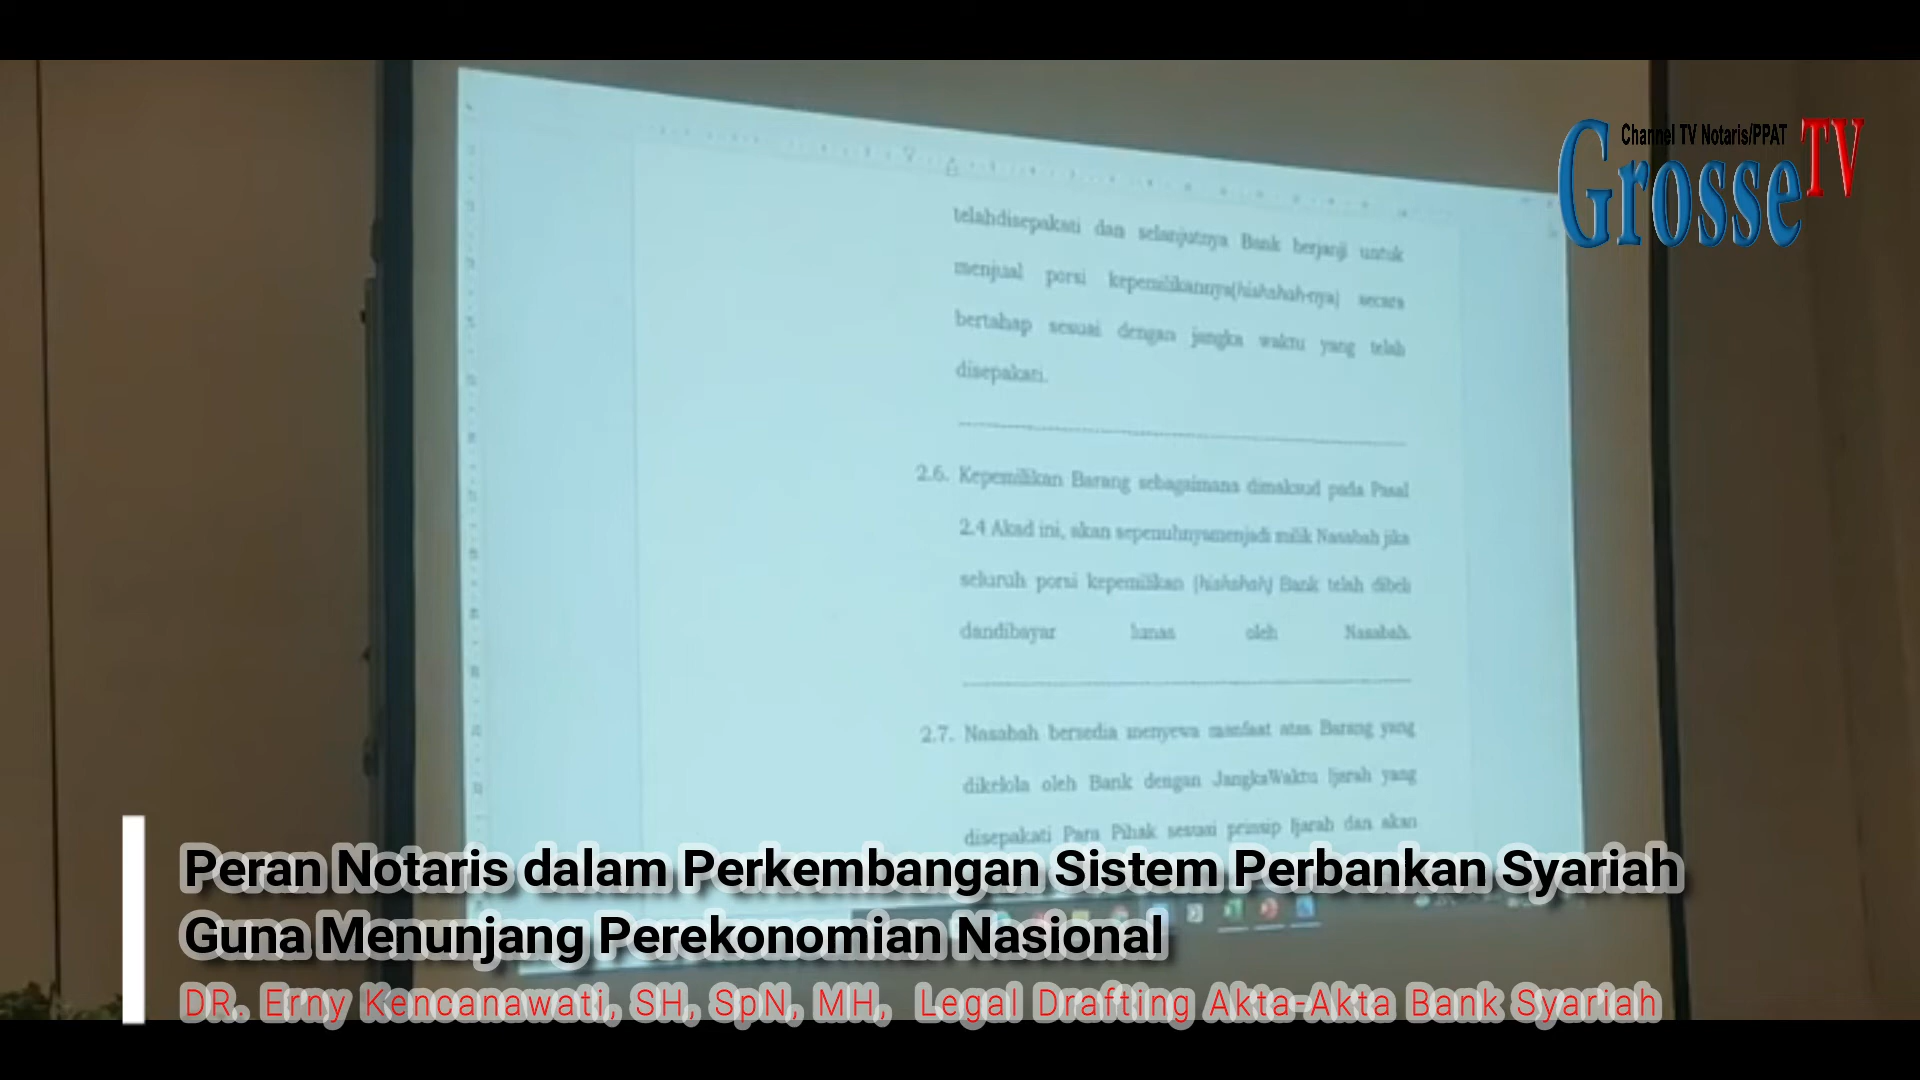 Channel TV Notaris/PPAT
Grosse TV
telahdisepakati dan selanjutnya Bank berjanji untuk
menjual porsi kepemilikannya(hishshah-nya) secara
bertahap sesuai dengan jangka waktu yang telah
disepakati.
2.6. Kepemilikan Barang sebagaimana dimaksud pada Pasal
2.4 Akad ini, akan sepenuhnyamenjadi milik Nasabah jika
seluruh porsi kepemilikan (hishshah) Bank telah dibeli
dandibayar lunas oleh Nasabah.
2.7. Nasabah bersedia menyewa manfaat atas Barang yang
dikelola oleh Bank dengan JangkaWaktu Ijarah yang
disepakati Para Pihak sesuai prinsip Ijarah dan akan
Peran Notaris dalam Perkembangan Sistem Perbankan Syariah
Guna Menunjang Perekonomian Nasional
DR. Erny Kencanawati, SH, SpN, MH, Legal Drafting Akta-Akta Bank Syariah